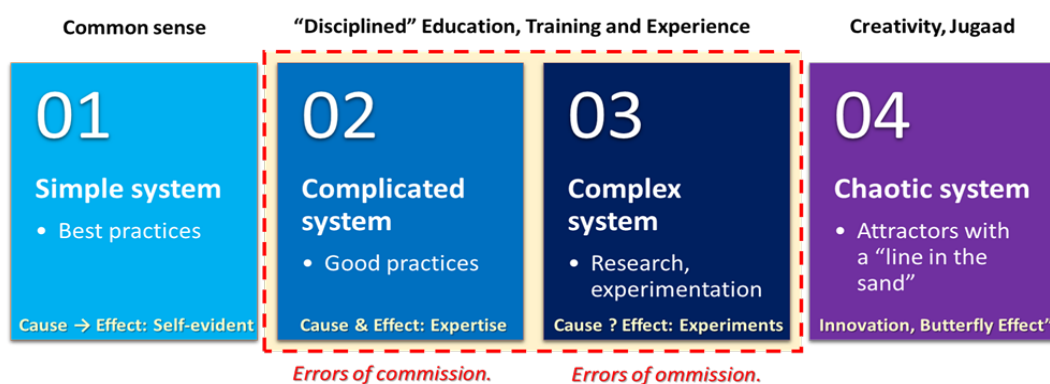 Common sense
“Disciplined” Education, Training and Experience
Creativity, Jugaad
01
Simple system
• Best practices
Cause → Effect: Self-evident
02
Complicated
system
• Good practices
Cause & Effect: Expertise
03
Complex
system
• Research,
experimentation
Cause ? Effect: Experiments
04
Chaotic system
• Attractors with
a “line in the
sand”
Innovation, Butterfly Effect”
Errors of commission.
Errors of ommission.